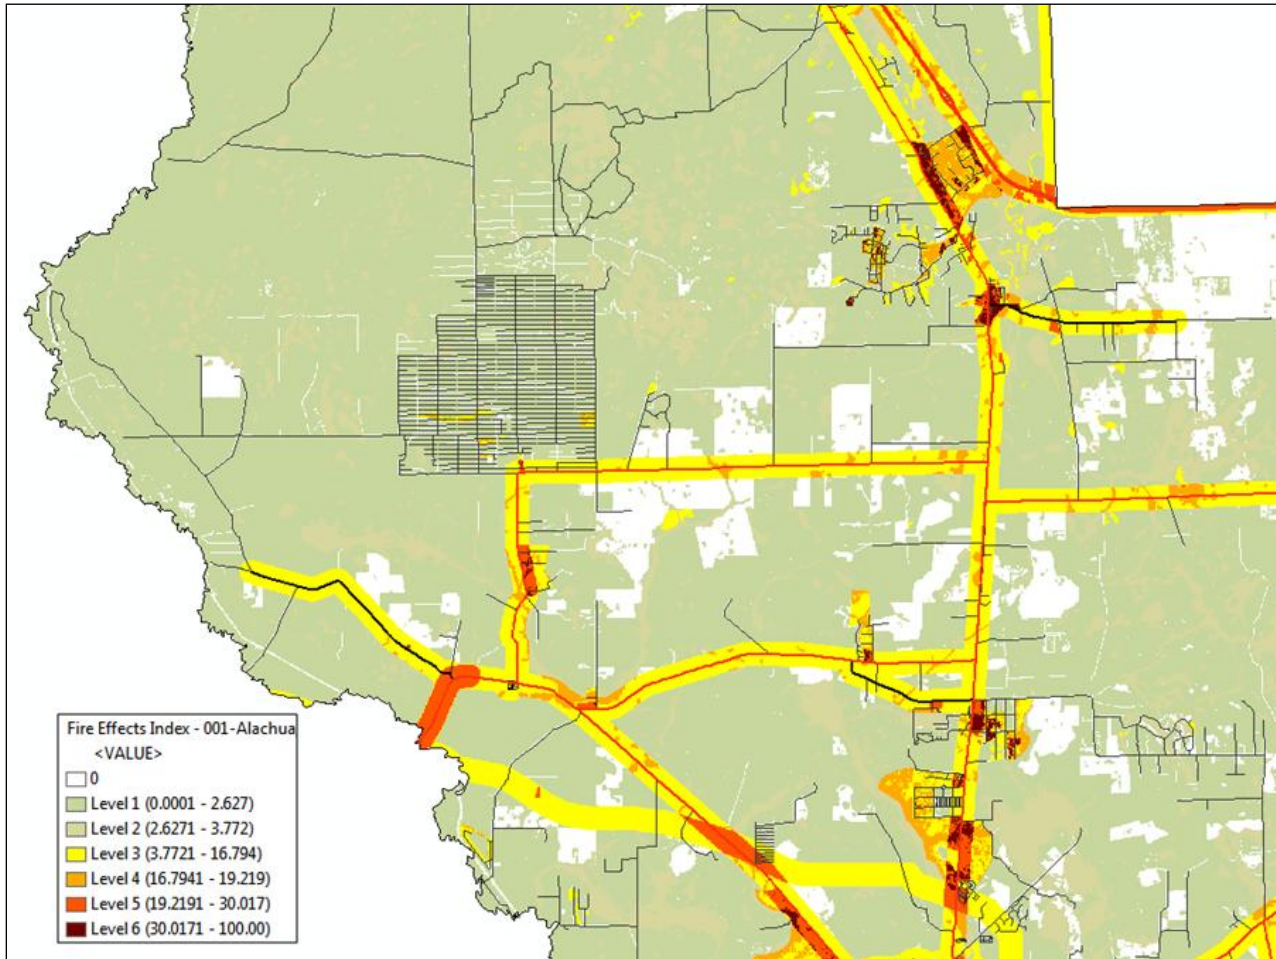 Fire Effects Index - 001-Alachua
<VALUE>
0
Level 1 (0.0001 - 2.627)
Level 2 (2.6271 - 3.772)
Level 3 (3.7721 - 16.794)
Level 4 (16.7941 - 19.219)
Level 5 (19.2191 - 30.017)
Level 6 (30.0171 - 100.00)